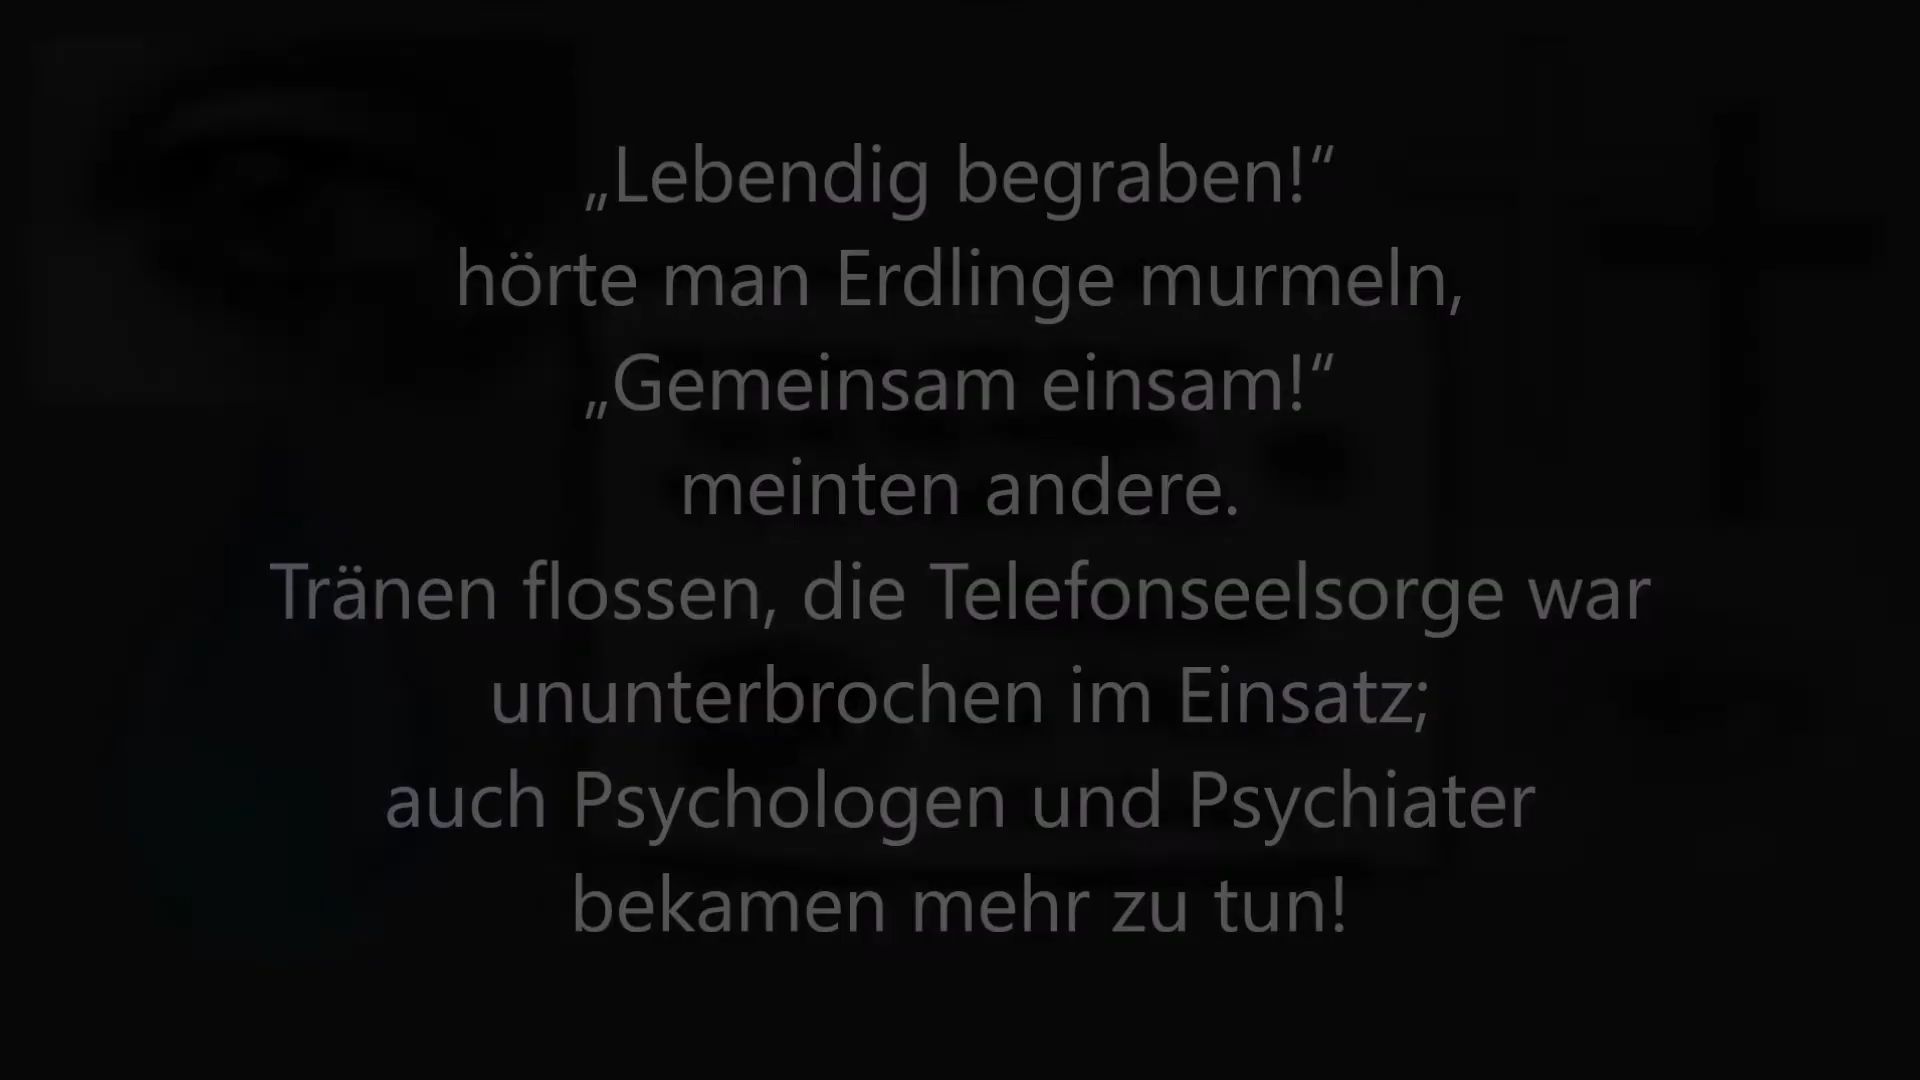 „Lebendig begraben!“
hörte man Erdlinge murmeln,
„Gemeinsam einsam!“
meinten andere.
Tränen flossen, die Telefonseelsorge war
ununterbrochen im Einsatz;
auch Psychologen und Psychiater
bekamen mehr zu tun!